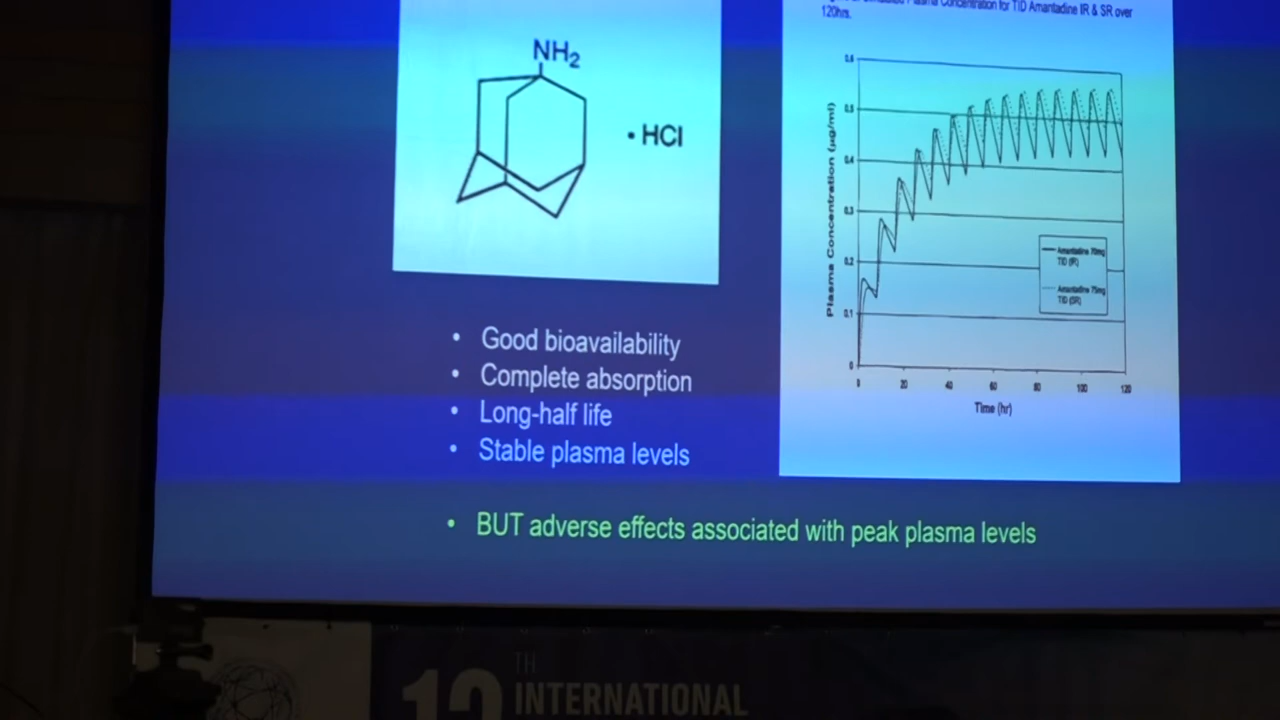 Plasma Concentration for TID Amantadine IR & SR over
120hrs.
NH2
• HCl
Plasma Concentration (µg/ml)
0.6
0.5
0.4
0.3
0.2
0.1
0
0 20 40 60 80 100 120
Time (hr)
Amantadine
TID (IR)
Amantadine
TID (SR)
• Good bioavailability
• Complete absorption
• Long-half life
• Stable plasma levels
• BUT adverse effects associated with peak plasma levels
TH
INTERNATIONAL